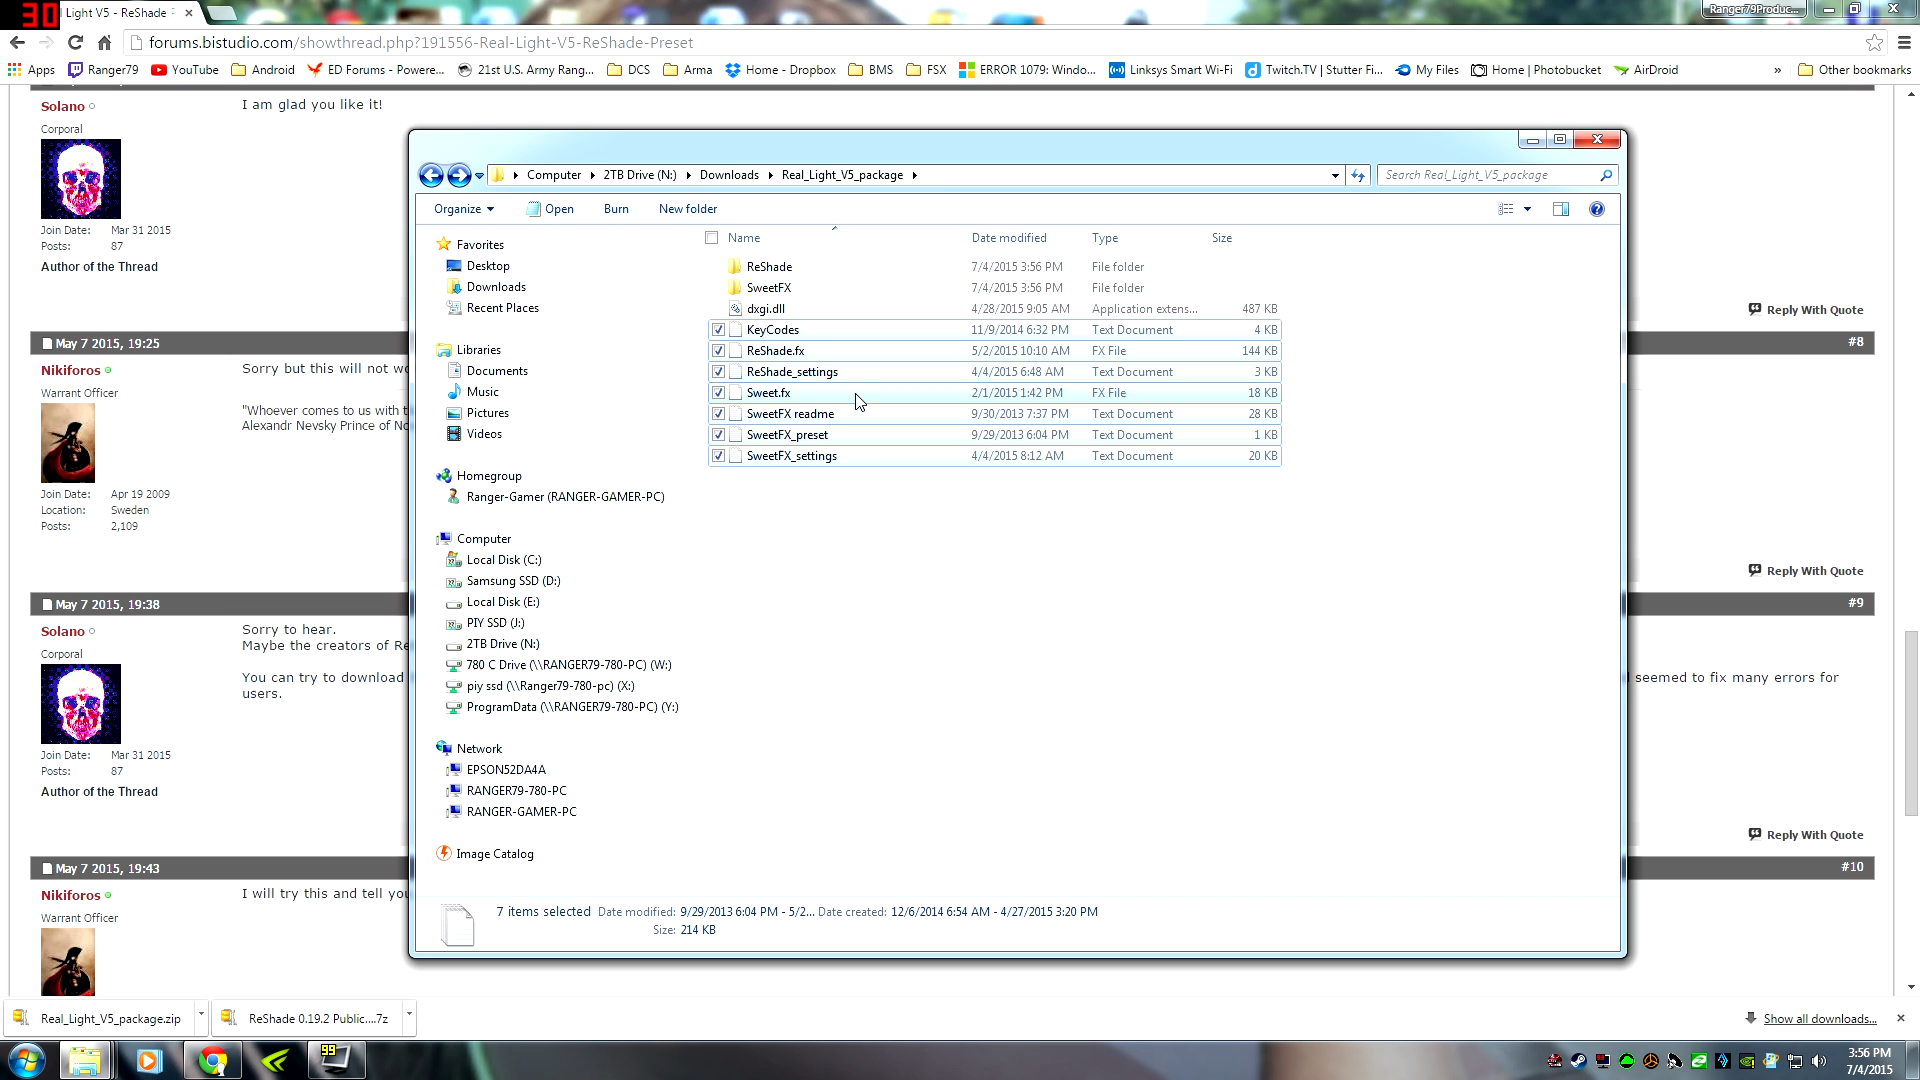 30
Light V5 - ReShade
Ranger79Produc...
forums.bistudio.com/showthread.php?191556-Real-Light-V5-ReShade-Preset
Apps
Ranger79
YouTube
Android
ED Forums - Powere...
21st U.S. Army Rang...
DCS
Arma
Home - Dropbox
BMS
FSX
ERROR 1079: Windo...
Linksys Smart Wi-Fi
Twitch.TV | Stutter Fi...
My Files
Home | Photobucket
AirDroid
»
Other bookmarks
Solano
I am glad you like it!
Corporal
Join Date: Mar 31 2015
Posts: 87
Author of the Thread
Reply With Quote
May 7 2015, 19:25
#8
Nikiforos
Sorry but this will not wo
Warrant Officer
"Whoever comes to us with t
Alexandr Nevsky Prince of No
Join Date: Apr 19 2009
Location: Sweden
Posts: 2,109
Reply With Quote
May 7 2015, 19:38
#9
Solano
Sorry to hear.
Maybe the creators of Re
Corporal
You can try to download
seemed to fix many errors for
users.
Join Date: Mar 31 2015
Posts: 87
Author of the Thread
Reply With Quote
May 7 2015, 19:43
#10
Nikiforos
I will try this and tell you
Warrant Officer
Computer
2TB Drive (N:)
Downloads
Real_Light_V5_package
Search Real_Light_V5_package
Organize
Open
Burn
New folder
Favorites
Desktop
Downloads
Recent Places
Libraries
Documents
Music
Pictures
Videos
Homegroup
Ranger-Gamer (RANGER-GAMER-PC)
Computer
Local Disk (C:)
Samsung SSD (D:)
Local Disk (E:)
PIY SSD (J:)
2TB Drive (N:)
780 C Drive (\\RANGER79-780-PC) (W:)
piy ssd (\\Ranger79-780-pc) (X:)
ProgramData (\\RANGER79-780-PC) (Y:)
Network
EPSON52DA4A
RANGER79-780-PC
RANGER-GAMER-PC
Image Catalog
Name Date modified Type Size
ReShade 7/4/2015 3:56 PM File folder
SweetFX 7/4/2015 3:56 PM File folder
dxgi.dll 4/28/2015 9:05 AM Application extens... 487 KB
KeyCodes 11/9/2014 6:32 PM Text Document 4 KB
ReShade.fx 5/2/2015 10:10 AM FX File 144 KB
ReShade_settings 4/4/2015 6:48 AM Text Document 3 KB
Sweet.fx 2/1/2015 1:42 PM FX File 18 KB
SweetFX readme 9/30/2013 7:37 PM Text Document 28 KB
SweetFX_preset 9/29/2013 6:04 PM Text Document 1 KB
SweetFX_settings 4/4/2015 8:12 AM Text Document 20 KB
7 items selected Date modified: 9/29/2013 6:04 PM - 5/2... Date created: 12/6/2014 6:54 AM - 4/27/2015 3:20 PM
Size: 214 KB
Real_Light_V5_package.zip
ReShade 0.19.2 Public....7z
Show all downloads...
99
3:56 PM
7/4/2015